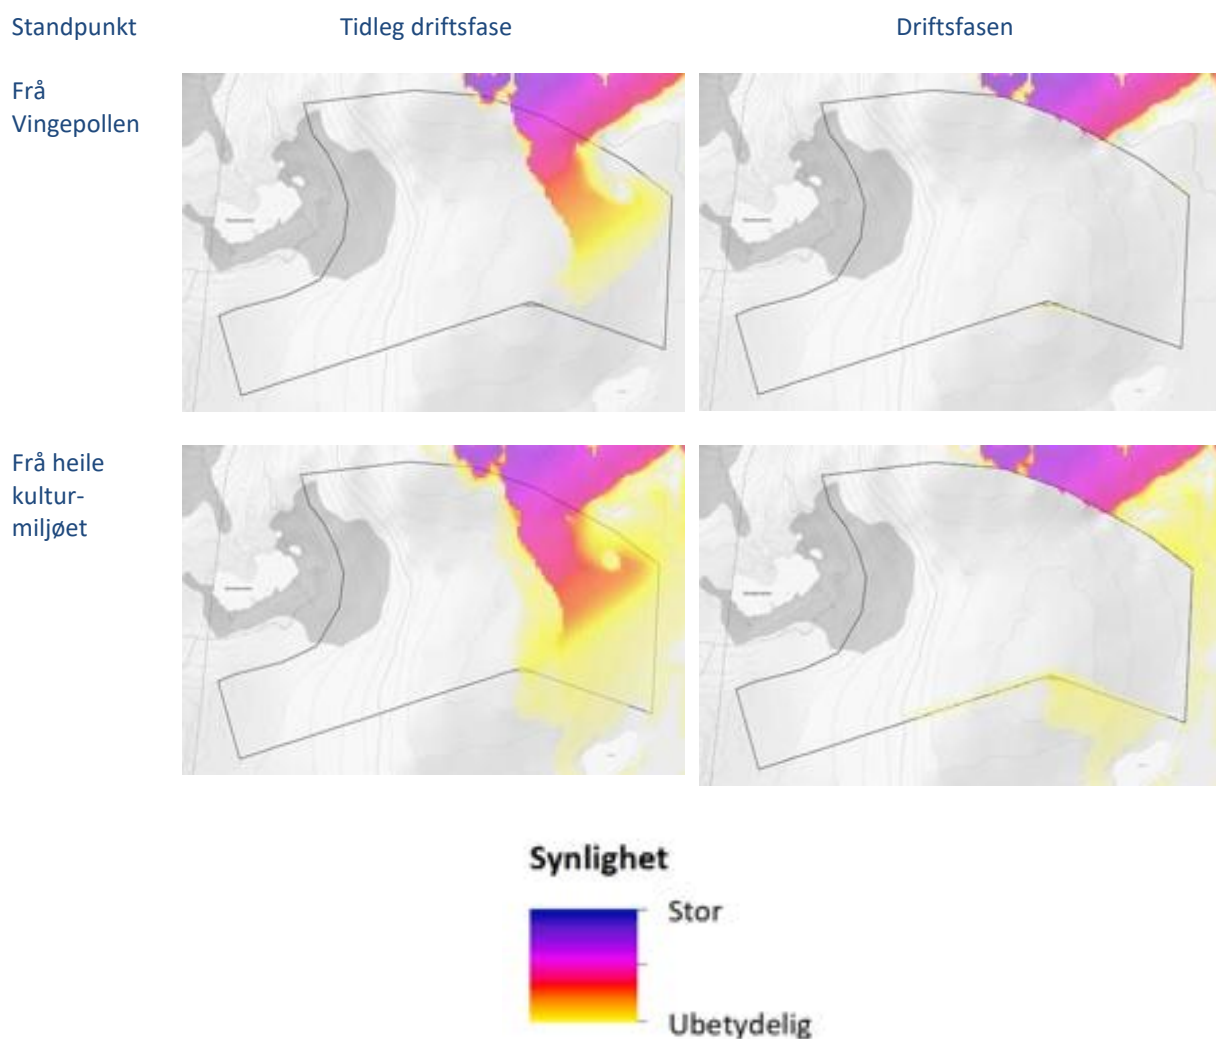 Standpunkt Tidleg driftsfase Driftsfasen
Frå
Vingepollen
Frå heile
kultur-
miljøet
Synlighet
Stor
Ubetydelig